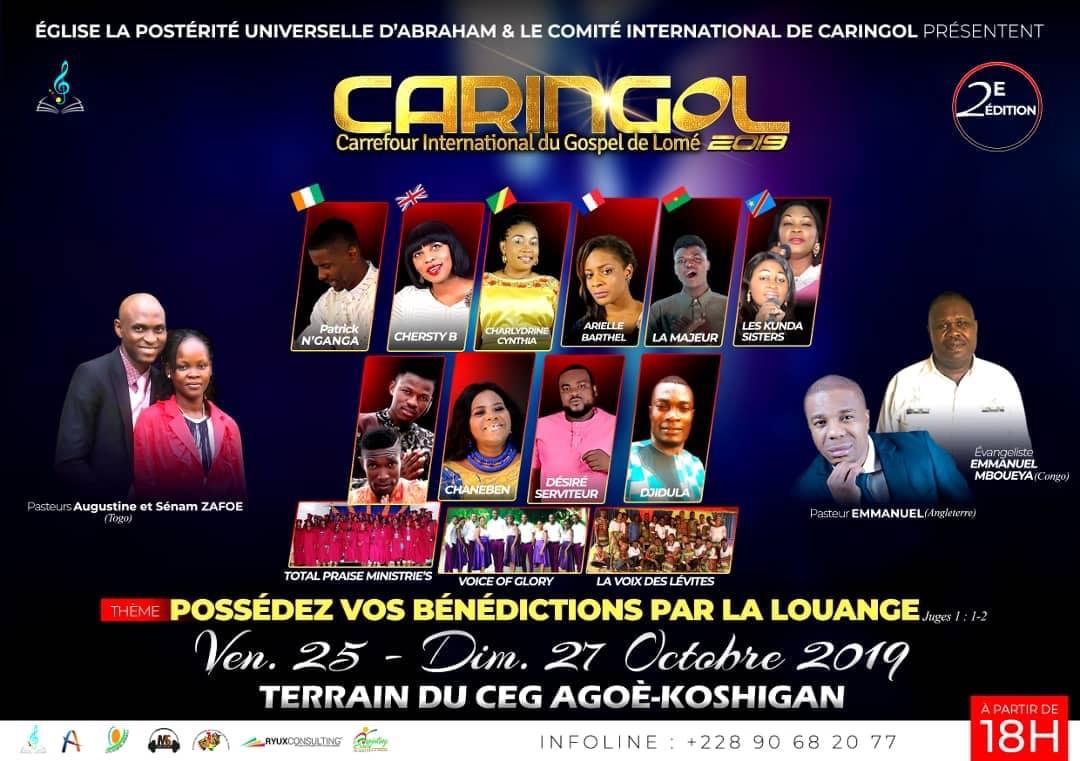 ÉGLISE LA POSTÉRITÉ UNIVERSELLE D'ABRAHAM & LE COMITÉ INTERNATIONAL DE CARINGOL PRÉSENTENT
CARINGOL
Carrefour International du Gospel de Lomé 2019
2E
ÉDITION
Patrick
N'GANGA
CHERSTY B
CHARLYDRINE
CYNTHIA
ARIELLE
BARTHEL
LA MAJEUR
LES KUNDA
SISTERS
CHANEBEN
DÉSIRÉ
SERVITEUR
DJIDULA
Pasteurs Augustine et Sénam ZAFOE
(Togo)
Pasteur EMMANUEL (Angleterre)
Évangeliste
EMMANUEL
MBOUEYA (Congo)
TOTAL PRAISE MINISTRIE'S
VOICE OF GLORY
LA VOIX DES LÉVITES
THÈME POSSÉDEZ VOS BÉNÉDICTIONS PAR LA LOUANGE Juges 1 : 1-2
Ven. 25 - Dim. 27 Octobre 2019
TERRAIN DU CEG AGOÈ-KOSHIGAN
À PARTIR DE
18H
RYUXCONSULTING
INFOLINE : +228 90 68 20 77